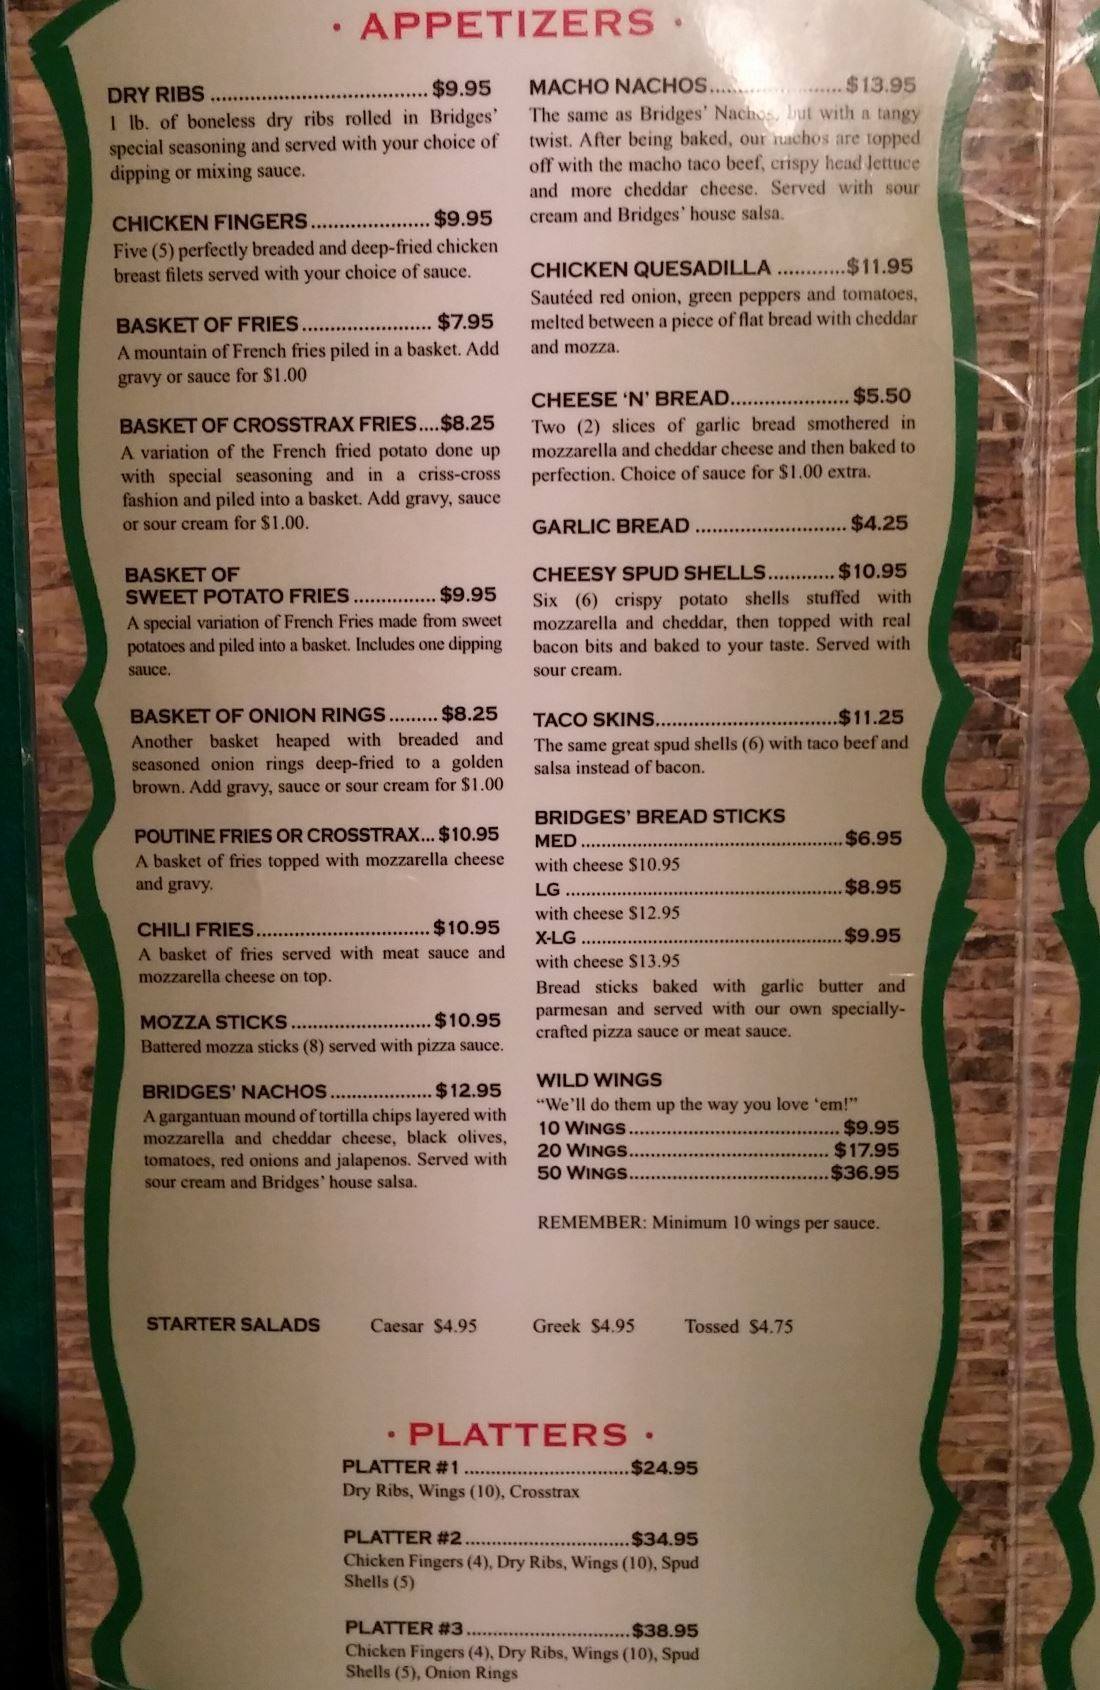 · APPETIZERS ·
DRY RIBS .................................. $9.95
1 lb. of boneless dry ribs rolled in Bridges'
special seasoning and served with your choice of
dipping or mixing sauce.
CHICKEN FINGERS.................... $9.95
Five (5) perfectly breaded and deep-fried chicken
breast filets served with your choice of sauce.
BASKET OF FRIES....................... $7.95
A mountain of French fries piled in a basket. Add
gravy or sauce for $1.00
BASKET OF CROSSTRAX FRIES....$8.25
A variation of the French fried potato done up
with special seasoning and in a criss-cross
fashion and piled into a basket. Add gravy, sauce
or sour cream for $1.00.
BASKET OF
SWEET POTATO FRIES .............. $9.95
A special variation of French Fries made from sweet
potatoes and piled into a basket. Includes one dipping
sauce.
BASKET OF ONION RINGS ......... $8.25
Another basket heaped with breaded and
seasoned onion rings deep-fried to a golden
brown. Add gravy, sauce or sour cream for $1.00
POUTINE FRIES OR CROSSTRAX... $10.95
A basket of fries topped with mozzarella cheese
and gravy.
CHILI FRIES.............................. $10.95
A basket of fries served with meat sauce and
mozzarella cheese on top.
MOZZA STICKS ........................ $10.95
Battered mozza sticks (8) served with pizza sauce.
BRIDGES' NACHOS .................. $12.95
A gargantuan mound of tortilla chips layered with
mozzarella and cheddar cheese, black olives,
tomatoes, red onions and jalapenos. Served with
sour cream and Bridges' house salsa.
MACHO NACHOS....................... $13.95
The same as Bridges' Nachos, but with a tangy
twist. After being baked, our nachos are topped
off with the macho taco beef, crispy head lettuce
and more cheddar cheese. Served with sour
cream and Bridges' house salsa.
CHICKEN QUESADILLA ............$11.95
Sautéed red onion, green peppers and tomatoes,
melted between a piece of flat bread with cheddar
and mozza.
CHEESE 'N' BREAD.................... $5.50
Two (2) slices of garlic bread smothered in
mozzarella and cheddar cheese and then baked to
perfection. Choice of sauce for $1.00 extra.
GARLIC BREAD .......................... $4.25
CHEESY SPUD SHELLS............ $10.95
Six (6) crispy potato shells stuffed with
mozzarella and cheddar, then topped with real
bacon bits and baked to your taste. Served with
sour cream.
TACO SKINS...............................$11.25
The same great spud shells (6) with taco beef and
salsa instead of bacon.
BRIDGES' BREAD STICKS
MED .............................................$6.95
with cheese $10.95
LG ................................................$8.95
with cheese $12.95
X-LG .............................................$9.95
with cheese $13.95
Bread sticks baked with garlic butter and
parmesan and served with our own specially-
crafted pizza sauce or meat sauce.
WILD WINGS
“We'll do them up the way you love ‘em!”
10 WINGS.................................... $9.95
20 WINGS.................................. $17.95
50 WINGS..................................$36.95
REMEMBER: Minimum 10 wings per sauce.
STARTER SALADS Caesar $4.95 Greek $4.95 Tossed $4.75
· PLATTERS ·
PLATTER #1 ............................$24.95
Dry Ribs, Wings (10), Crosstrax
PLATTER #2............................$34.95
Chicken Fingers (4), Dry Ribs, Wings (10), Spud
Shells (5)
PLATTER #3............................$38.95
Chicken Fingers (4), Dry Ribs, Wings (10), Spud
Shells (5), Onion Rings